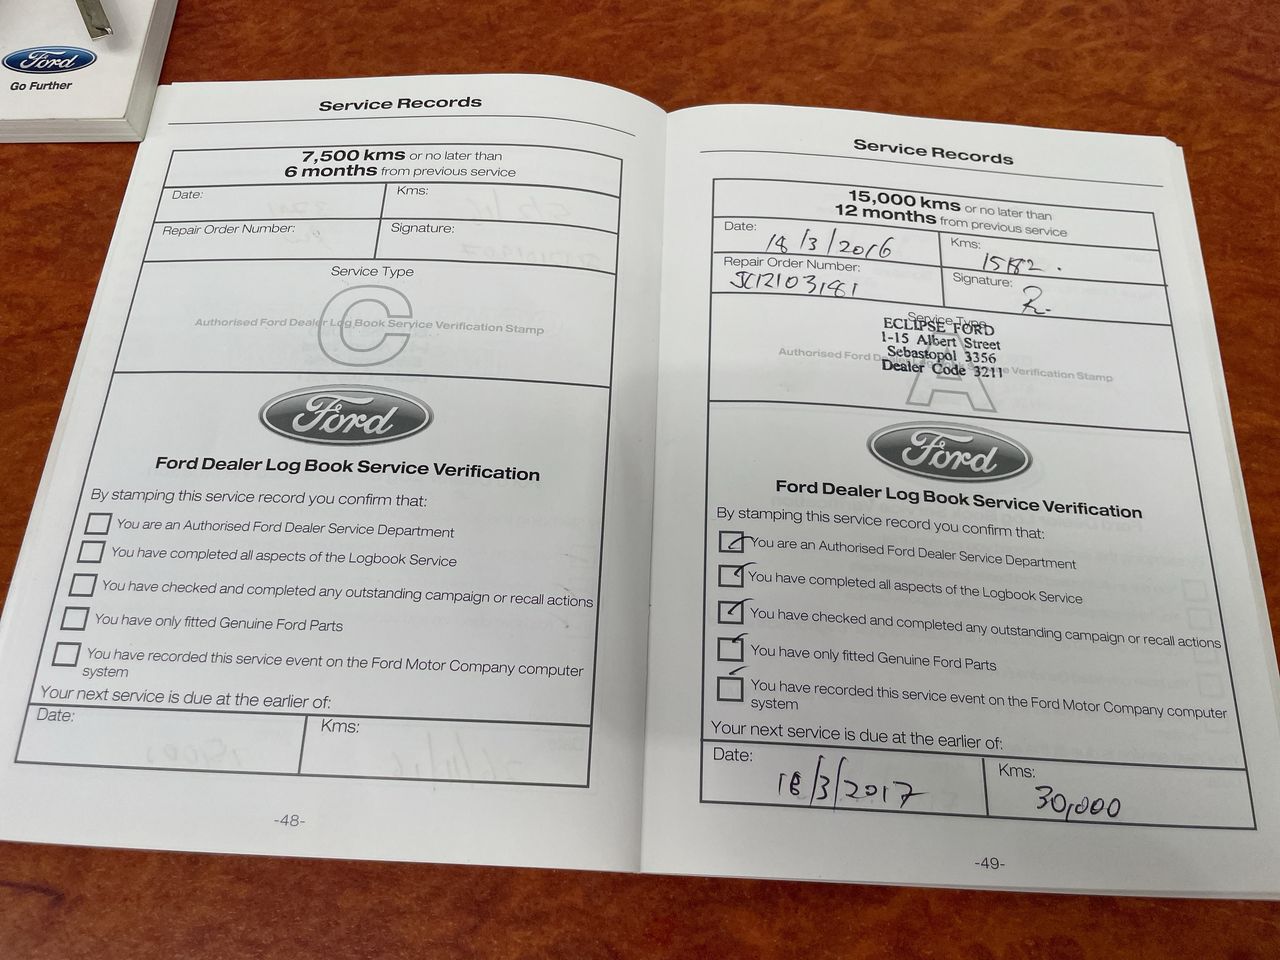 Ford
Go Further
Service Records
7,500 kms or no later than
6 months from previous service
Date:
Kms:
Repair Order Number:
Signature:
Service Type
C
Authorised Ford Dealer Log Book Service Verification Stamp
Ford
Ford Dealer Log Book Service Verification
By stamping this service record you confirm that:
You are an Authorised Ford Dealer Service Department
You have completed all aspects of the Logbook Service
You have checked and completed any outstanding campaign or recall actions
You have only fitted Genuine Ford Parts
You have recorded this service event on the Ford Motor Company computer
system
Your next service is due at the earlier of:
Date:
Kms:
-48-
Service Records
15,000 kms or no later than
12 months from previous service
Date: 18/3/2016
Kms:
Repair Order Number:
Signature:
Service Type
ECLIPSE FORD
1-15 Albert Street
Sebastopol 3356
Dealer Code 3211
A
Authorised Ford Dealer Log Book Service Verification Stamp
Ford
Ford Dealer Log Book Service Verification
By stamping this service record you confirm that:
You are an Authorised Ford Dealer Service Department
You have completed all aspects of the Logbook Service
You have checked and completed any outstanding campaign or recall actions
You have only fitted Genuine Ford Parts
You have recorded this service event on the Ford Motor Company computer
system
Your next service is due at the earlier of:
Date: 18/3/2017
Kms: 30,000
-49-